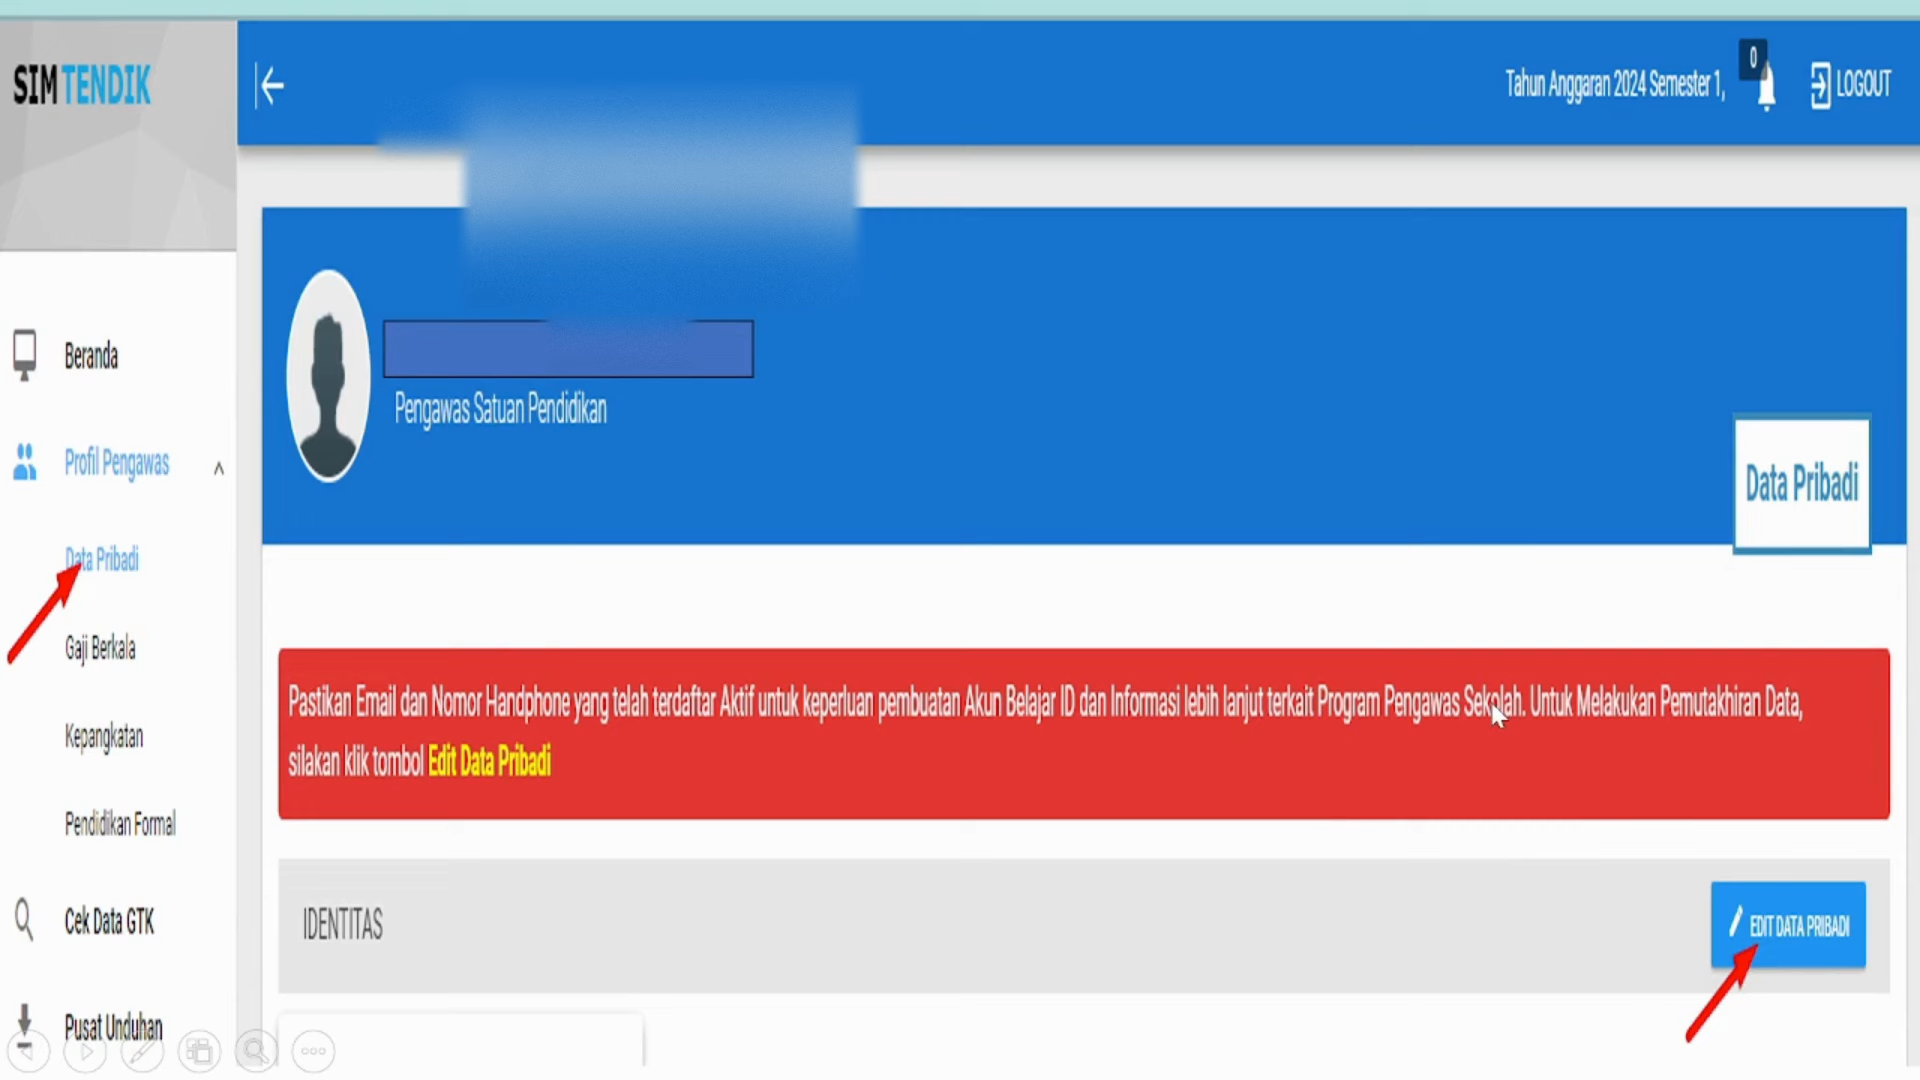 SIM TENDIK
Tahun Anggaran 2024 Semester 1,
0
LOGOUT
Beranda
Profil Pengawas
Data Pribadi
Gaji Berkala
Kepangkatan
Pendidikan Formal
Cek Data GTK
Pusat Unduhan
Pengawas Satuan Pendidikan
Data Pribadi
Pastikan Email dan Nomor Handphone yang telah terdaftar Aktif untuk keperluan pembuatan Akun Belajar ID dan Informasi lebih lanjut terkait Program Pengawas Sekolah. Untuk Melakukan Pemutakhiran Data,
silakan klik tombol Edit Data Pribadi
IDENTITAS
EDIT DATA PRIBADI